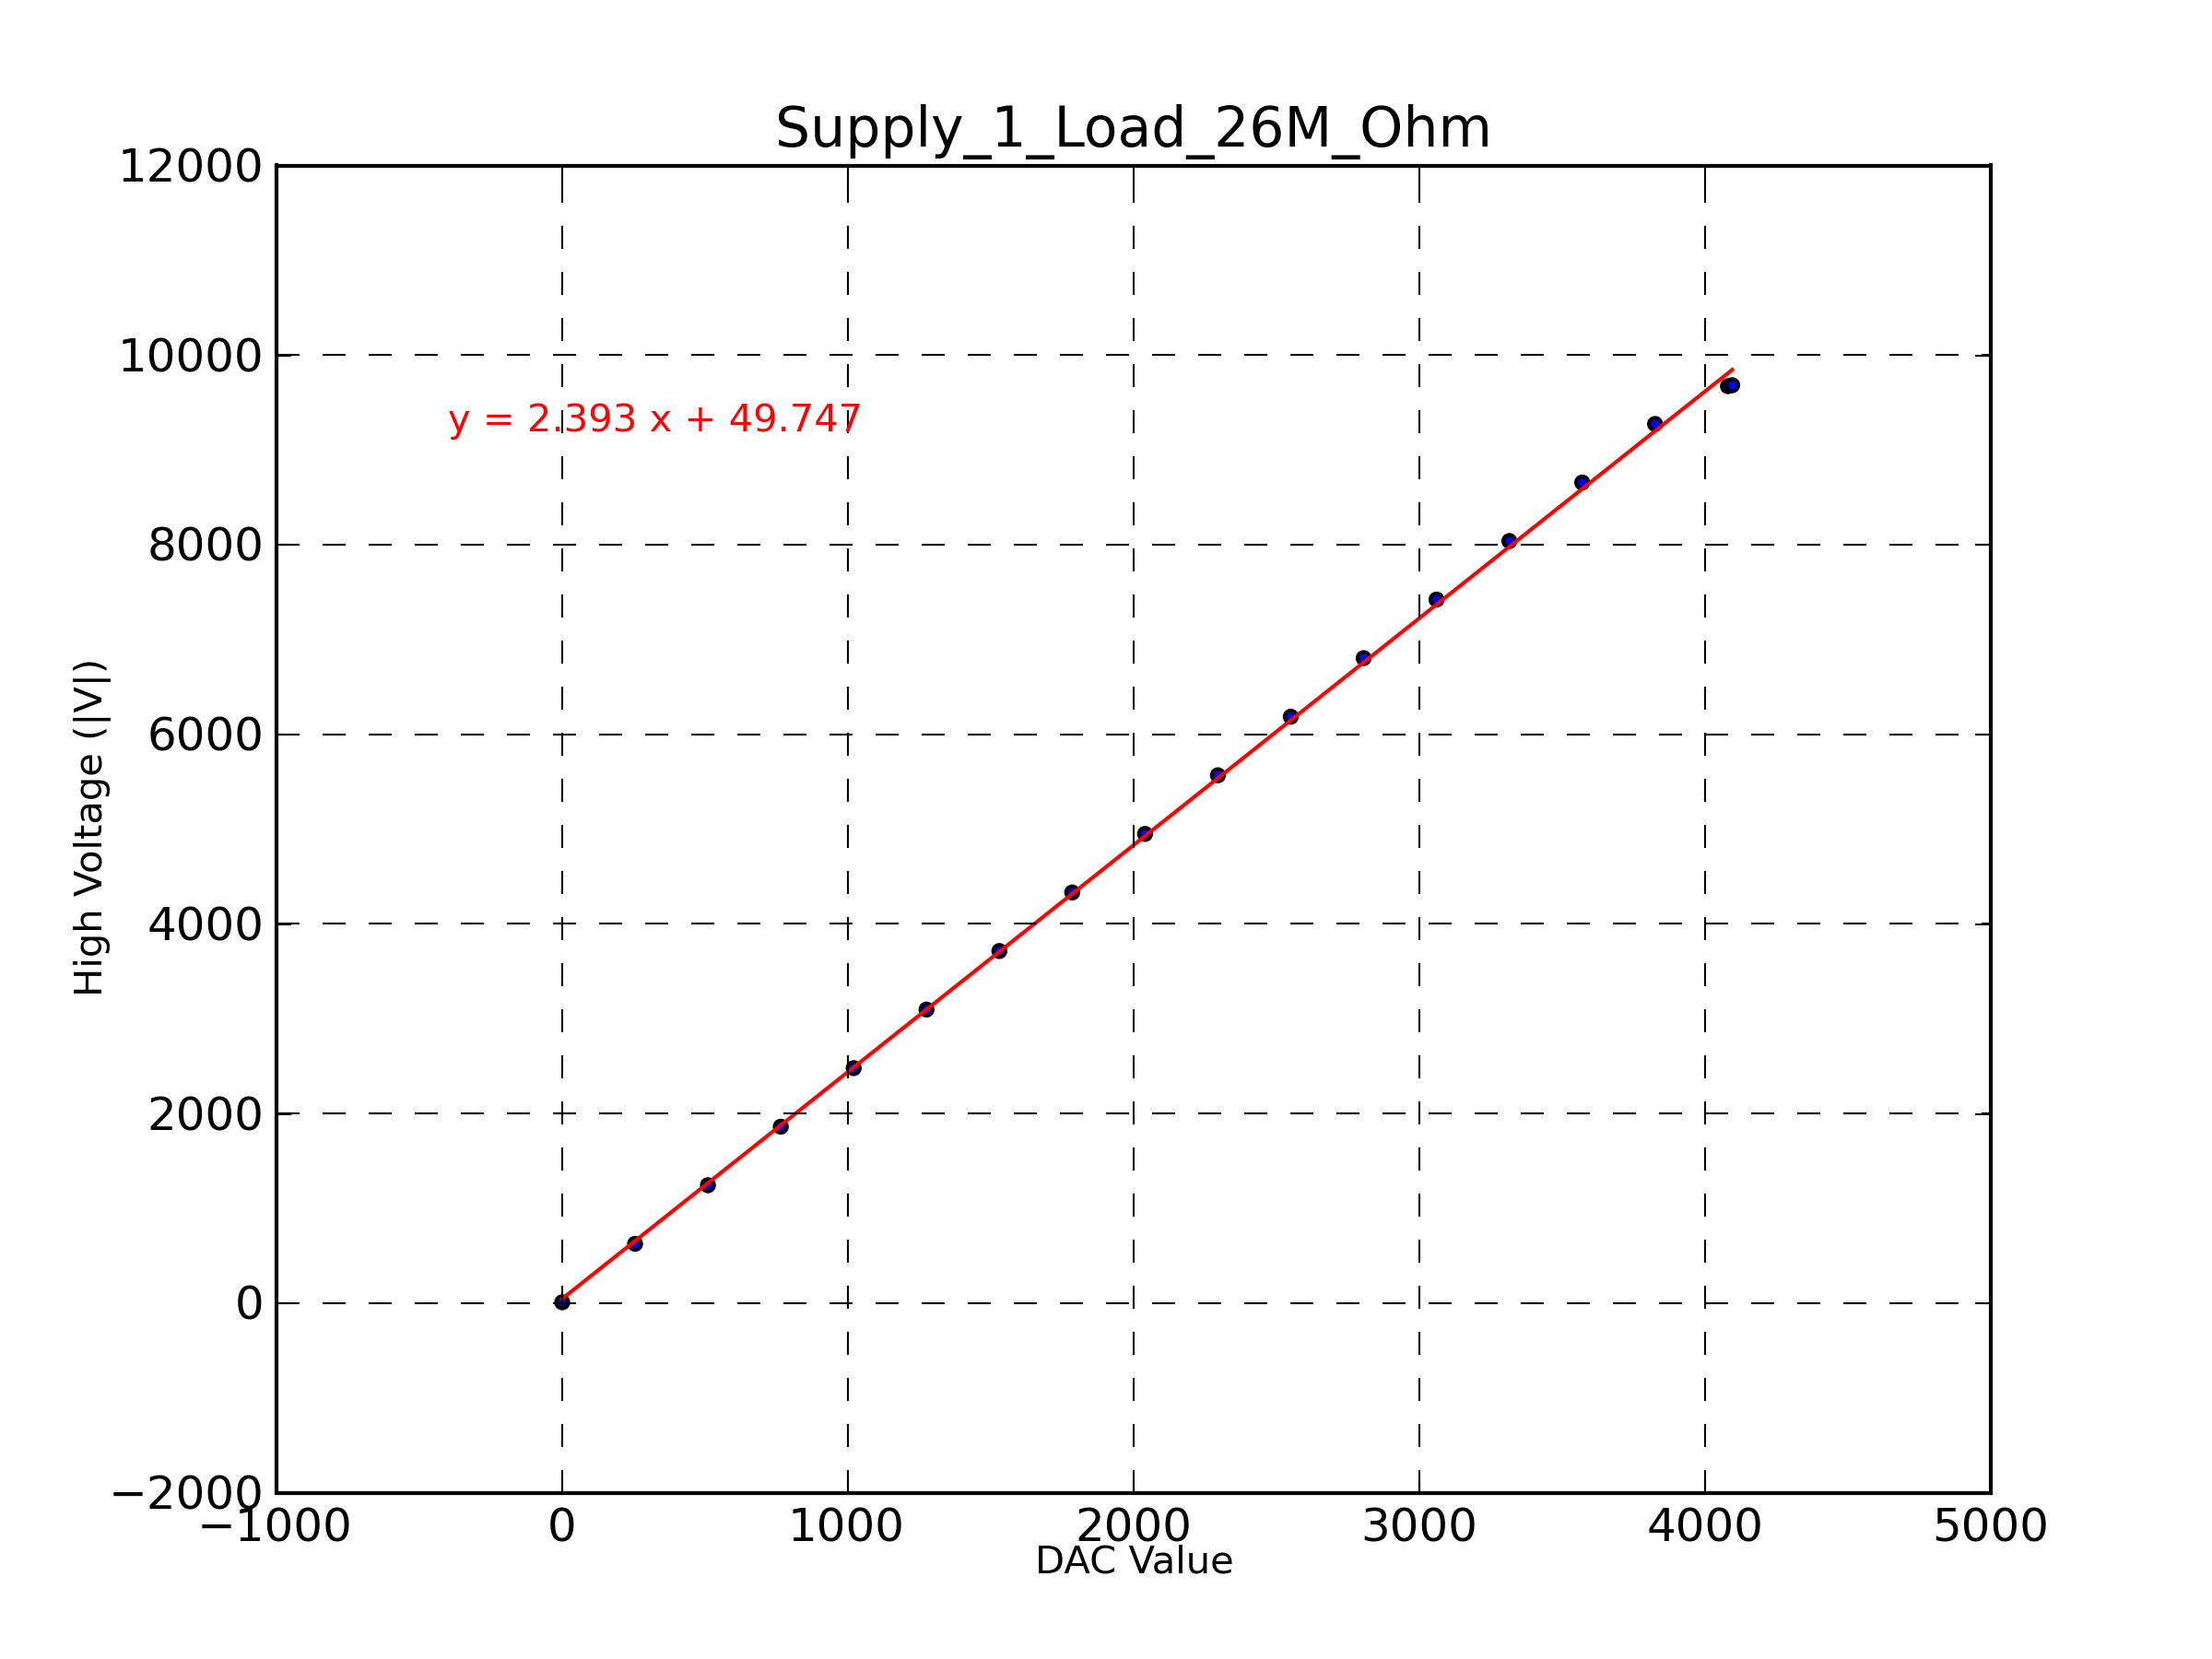 Supply_1_Load_26M_Ohm
12000
10000
8000
6000
4000
2000
0
−2000
y = 2.393 x + 49.747
High Voltage (|V|)
−1000 0 1000 2000 3000 4000 5000
DAC Value